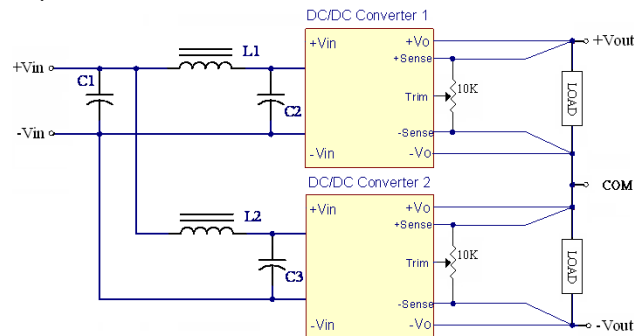 DC/DC Converter 1
+Vin
C1
L1
C2
-Vin
+Vin
-Vin
+Vo
+Sense
Trim
-Sense
-Vo
10K
LOAD
+Vout
COM
DC/DC Converter 2
L2
C3
+Vin
-Vin
+Vo
+Sense
Trim
-Sense
-Vo
10K
LOAD
-Vout